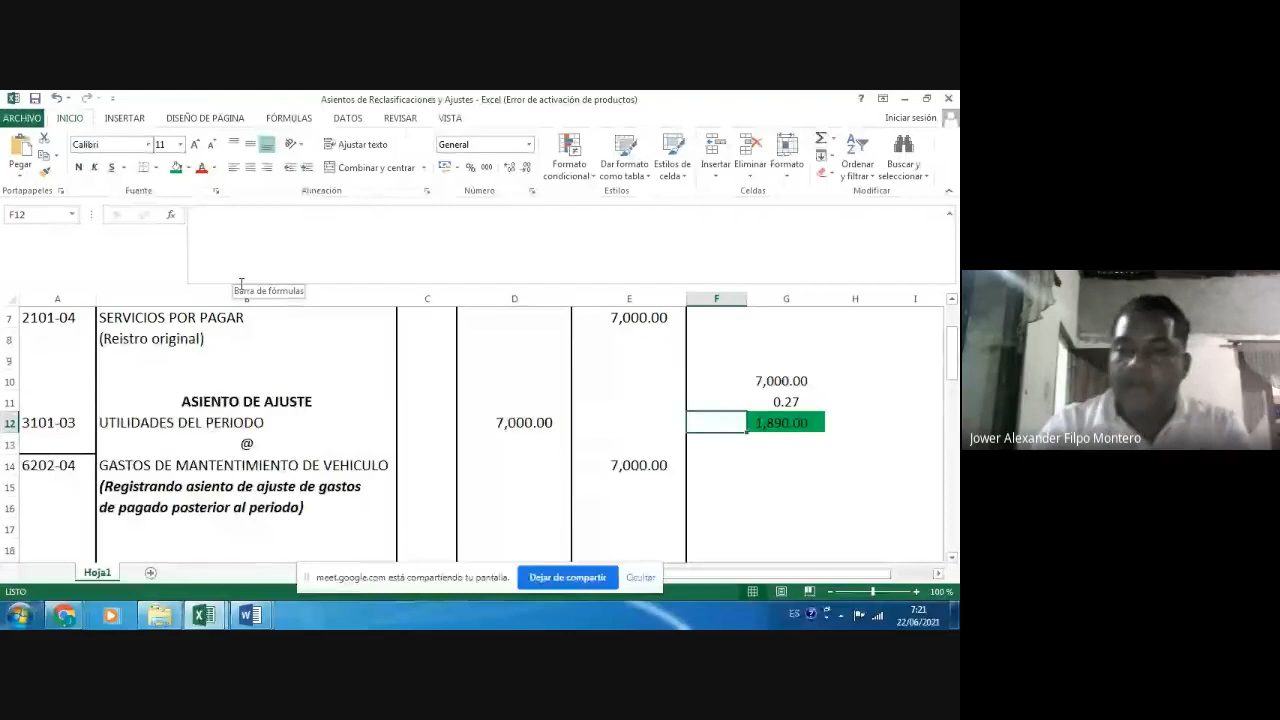 Asientos de Reclasificaciones y Ajustes - Excel (Error de activación de productos)
ARCHIVO INICIO INSERTAR DISEÑO DE PÁGINA FÓRMULAS DATOS REVISAR VISTA Iniciar sesión
Calibri 11 Ajustar texto General
Pegar N K S Combinar y centrar % 000
Formato condicional
Dar formato como tabla
Estilos de celda
Insertar Eliminar Formato
Ordenar y filtrar
Buscar y seleccionar
Portapapeles Fuente Alineación Número Estilos Celdas Modificar
F12 fx
Barra de fórmulas
A B C D E F G H I
7 2101-04 SERVICIOS POR PAGAR 7,000.00
8 (Reistro original)
9
10 7,000.00
11 ASIENTO DE AJUSTE 0.27
12 3101-03 UTILIDADES DEL PERIODO 7,000.00 1,890.00
13 @
14 6202-04 GASTOS DE MANTENTIMIENTO DE VEHICULO 7,000.00
15 (Registrando asiento de ajuste de gastos
16 de pagado posterior al periodo)
17
18
Hoja1
meet.google.com está compartiendo tu pantalla. Dejar de compartir Ocultar
LISTO 100 %
ES 7:21
22/06/2021
Jower Alexander Filpo Montero